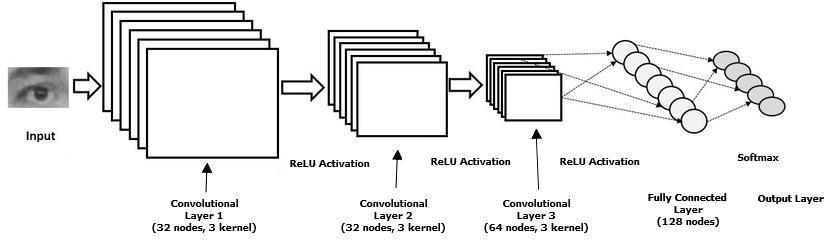 Input
ReLU Activation
ReLU Activation
ReLU Activation
Softmax
Convolutional
Layer 1
(32 nodes, 3 kernel)
Convolutional
Layer 2
(32 nodes, 3 kernel)
Convolutional
Layer 3
(64 nodes, 3 kernel)
Fully Connected
Layer
(128 nodes)
Output Layer